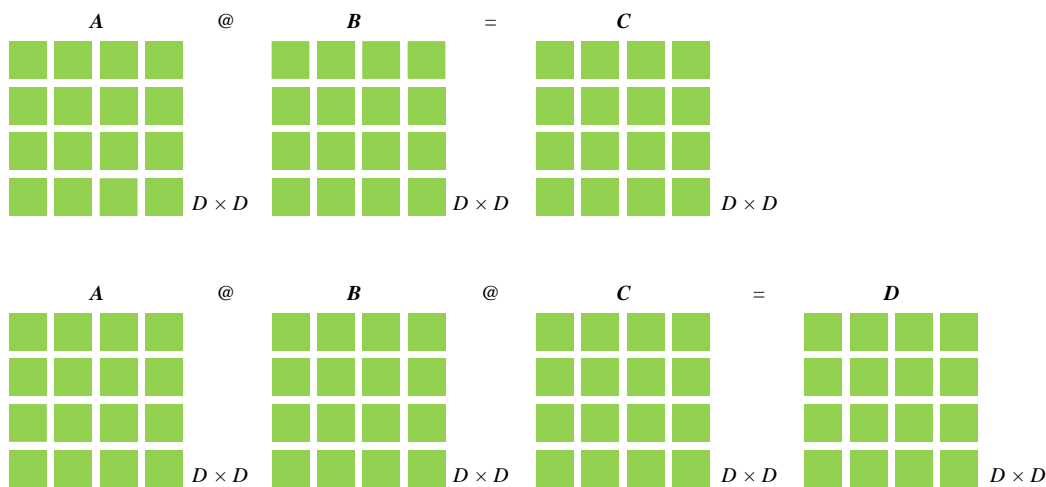 A @ B = C
D × D D × D D × D
A @ B @ C = D
D × D D × D D × D D × D